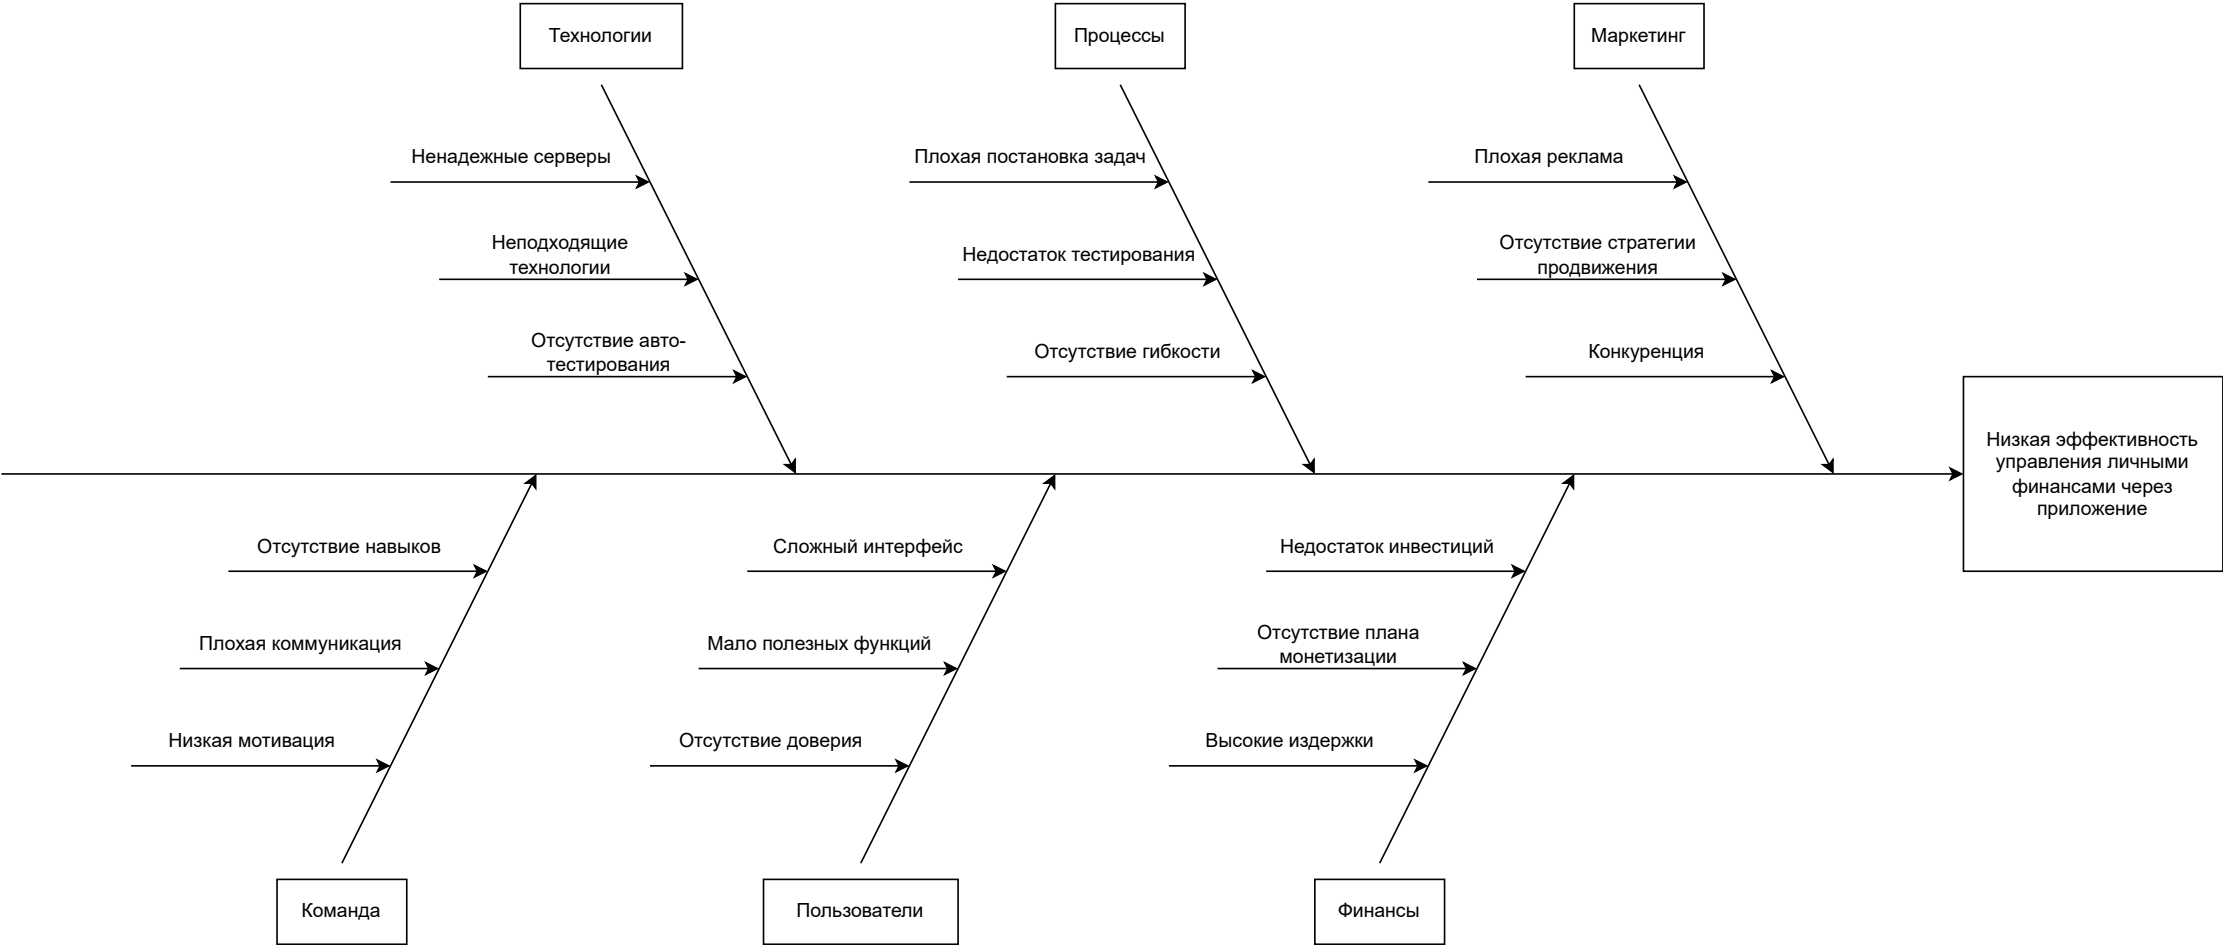 Технологии
Процессы
Маркетинг
Ненадежные серверы
Плохая постановка задач
Плохая реклама
Неподходящие
технологии
Недостаток тестирования
Отсутствие стратегии
продвижения
Отсутствие авто-
тестирования
Отсутствие гибкости
Конкуренция
Низкая эффективность
управления личными
финансами через
приложение
Отсутствие навыков
Сложный интерфейс
Недостаток инвестиций
Плохая коммуникация
Мало полезных функций
Отсутствие плана
монетизации
Низкая мотивация
Отсутствие доверия
Высокие издержки
Команда
Пользователи
Финансы